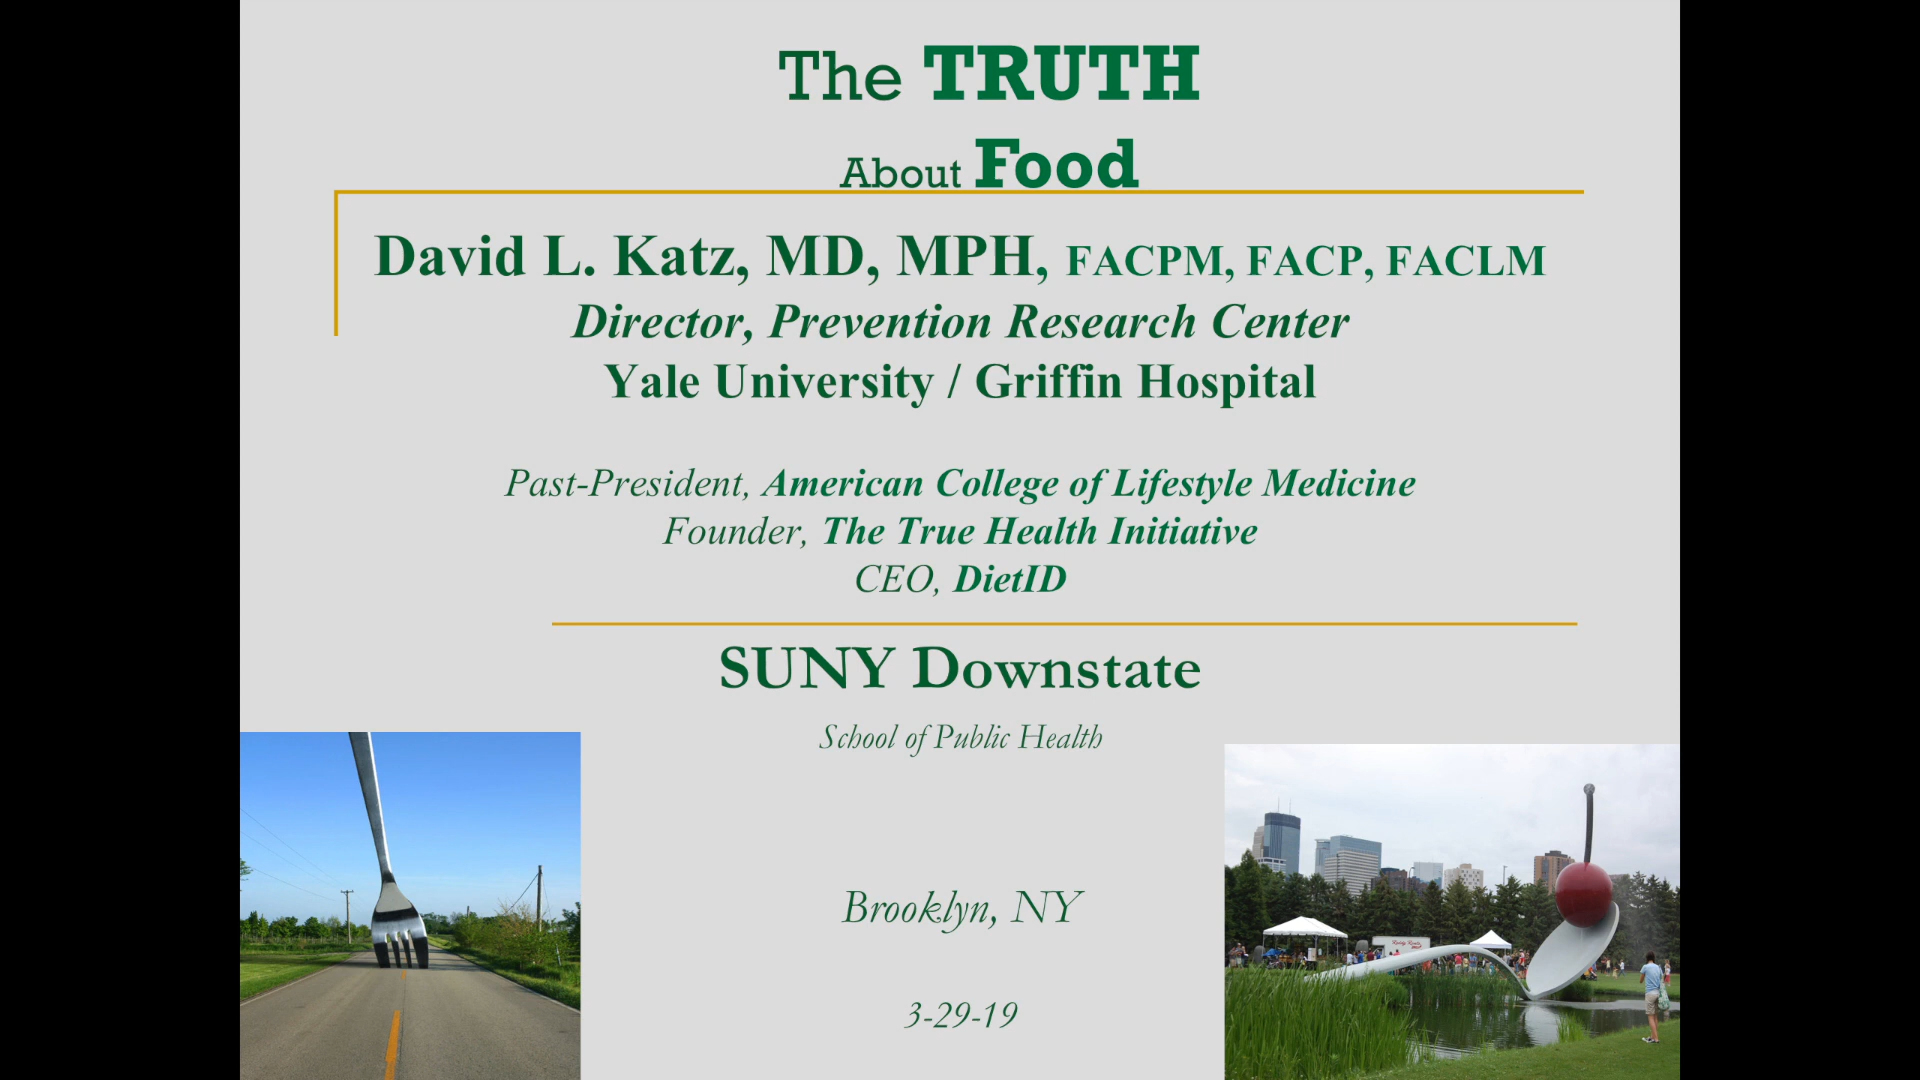 The TRUTH
About Food
David L. Katz, MD, MPH, FACPM, FACP, FACLM
Director, Prevention Research Center
Yale University / Griffin Hospital
Past-President, American College of Lifestyle Medicine
Founder, The True Health Initiative
CEO, DietID
SUNY Downstate
School of Public Health
Brooklyn, NY
3-29-19